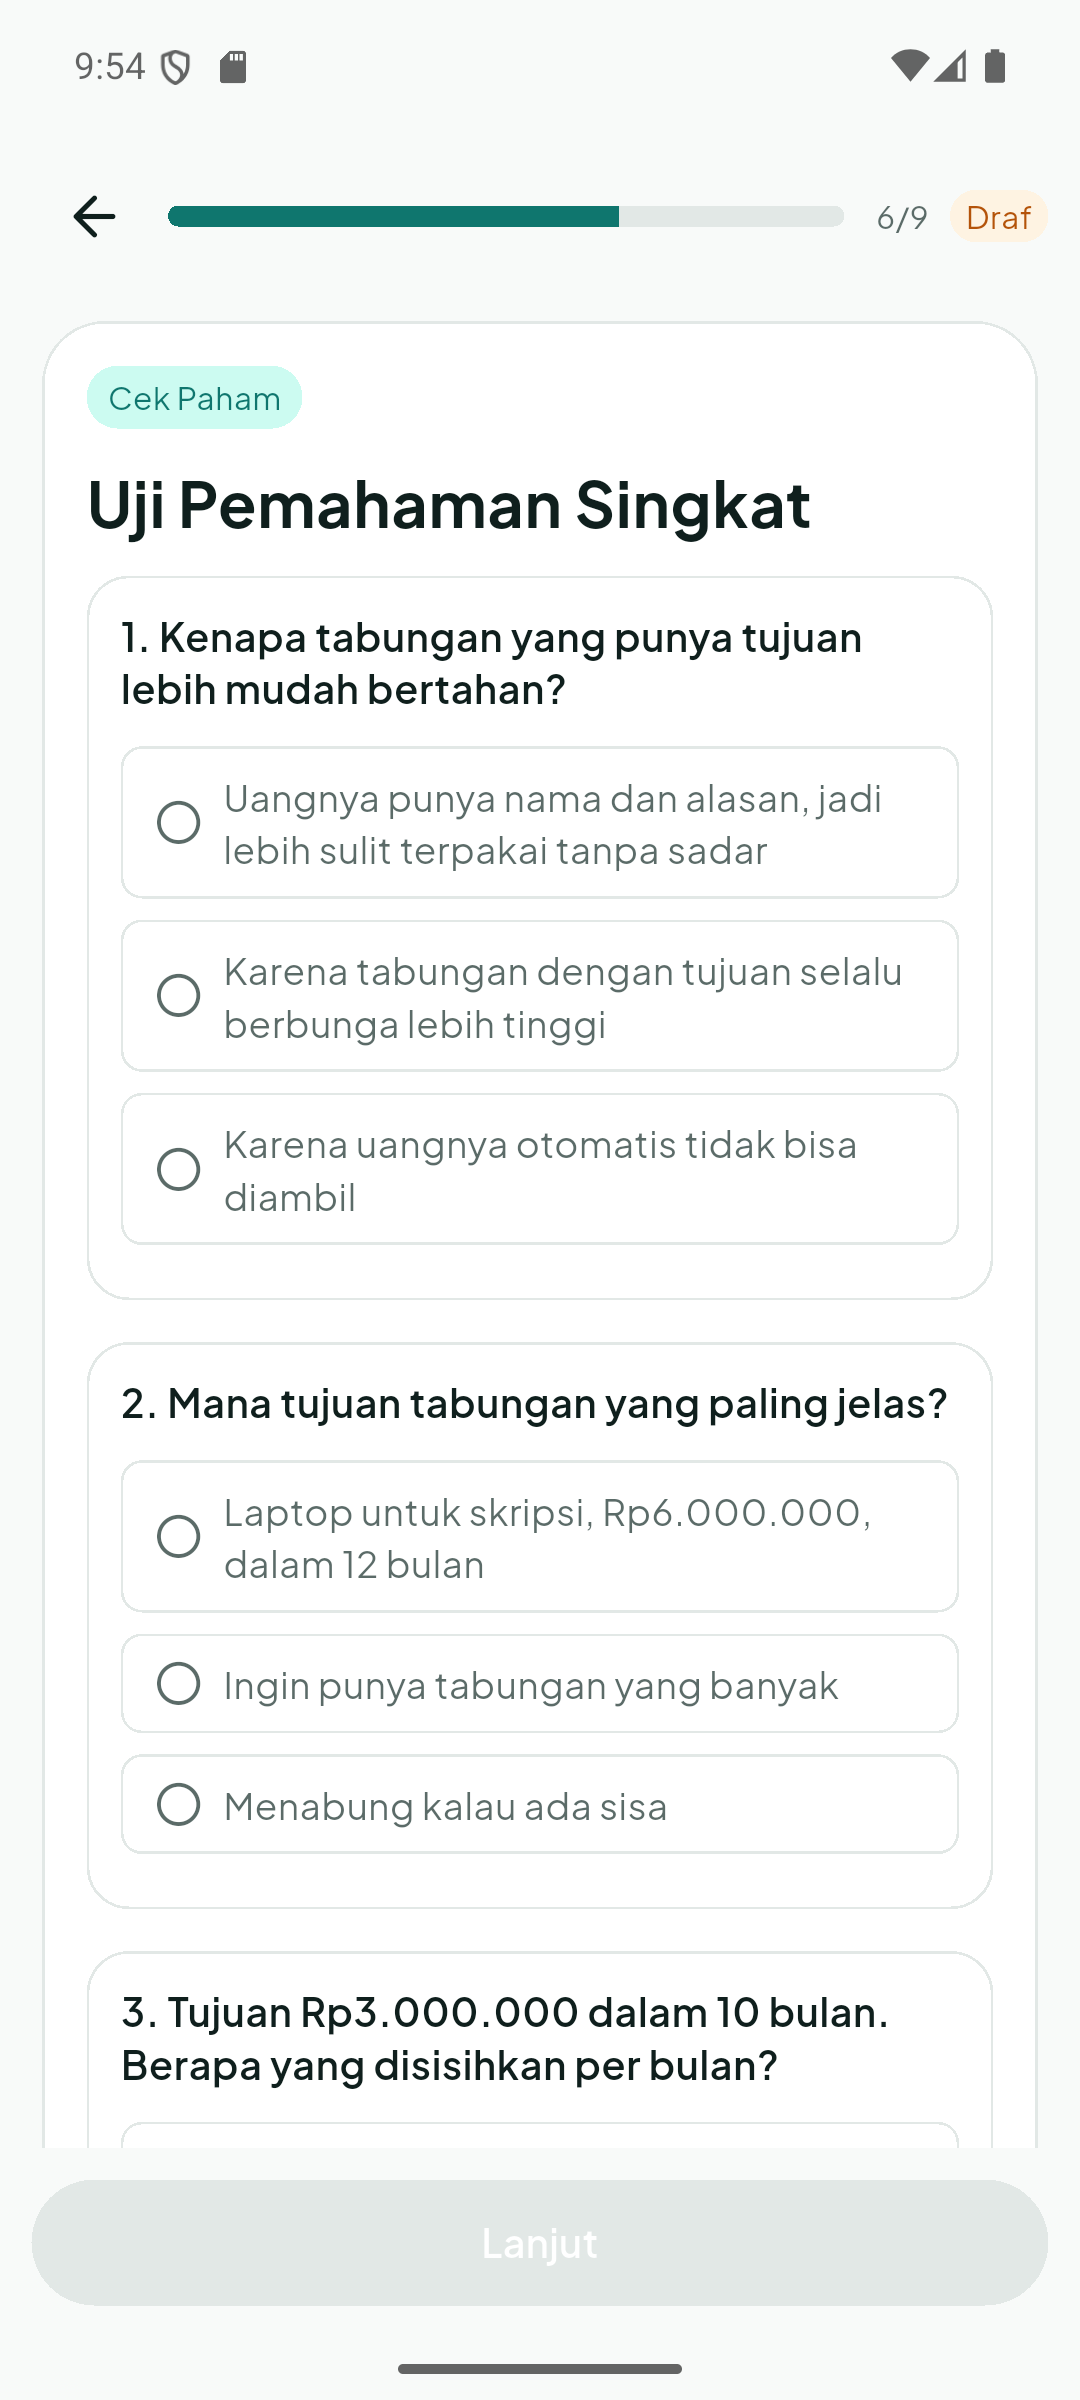 9:54
6/9
Draf
Cek Paham
Uji Pemahaman Singkat
1. Kenapa tabungan yang punya tujuan
lebih mudah bertahan?
Uangnya punya nama dan alasan, jadi
lebih sulit terpakai tanpa sadar
Karena tabungan dengan tujuan selalu
berbunga lebih tinggi
Karena uangnya otomatis tidak bisa
diambil
2. Mana tujuan tabungan yang paling jelas?
Laptop untuk skripsi, Rp6.000.000,
dalam 12 bulan
Ingin punya tabungan yang banyak
Menabung kalau ada sisa
3. Tujuan Rp3.000.000 dalam 10 bulan.
Berapa yang disisihkan per bulan?
Lanjut